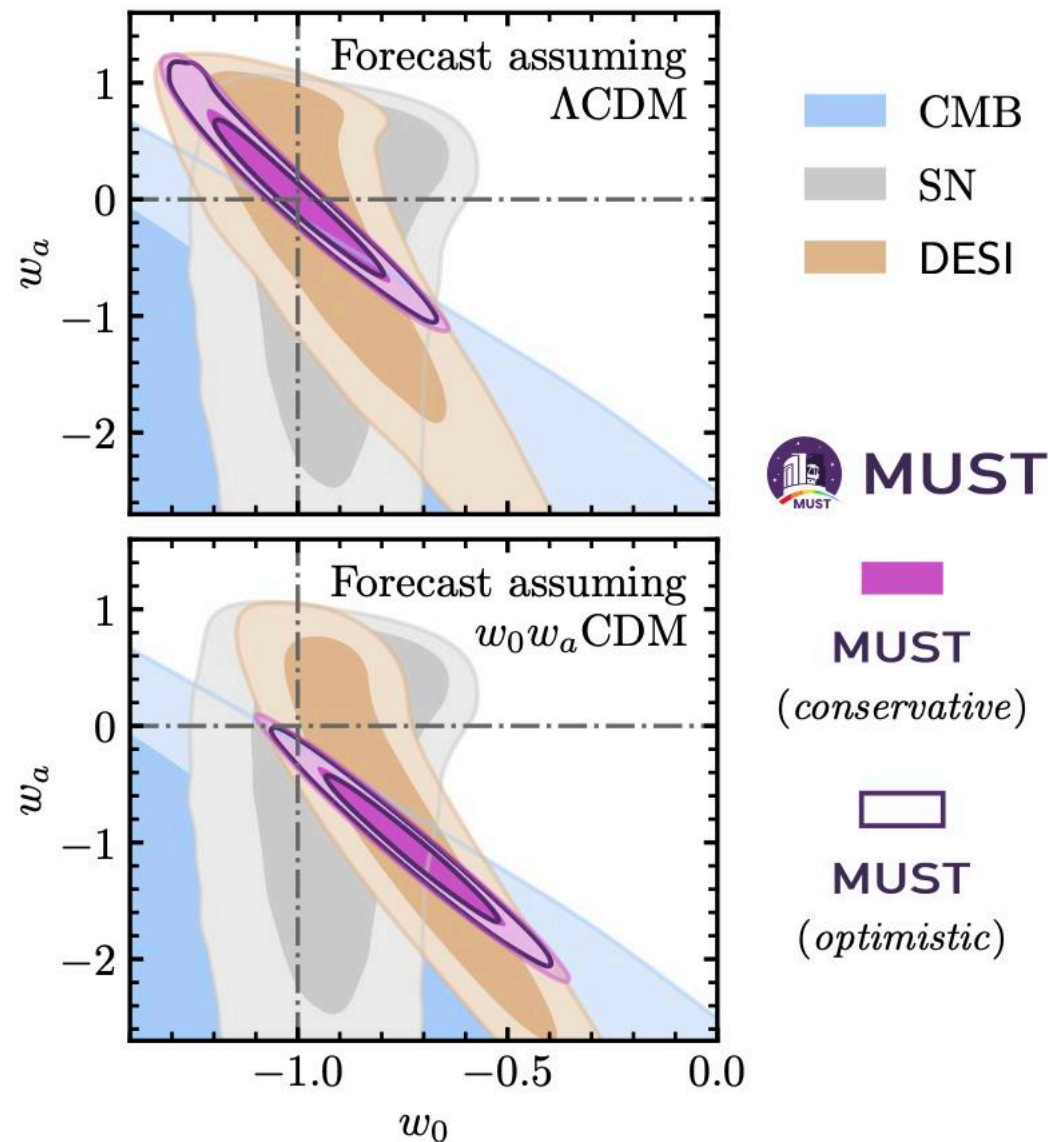 Forecast assuming
ΛCDM
1
0
−1
−2
w_a
CMB
SN
DESI
MUST
MUST
Forecast assuming
w_0w_aCDM
1
0
−1
−2
w_a
−1.0
−0.5
0.0
w_0
MUST
(conservative)
MUST
(optimistic)